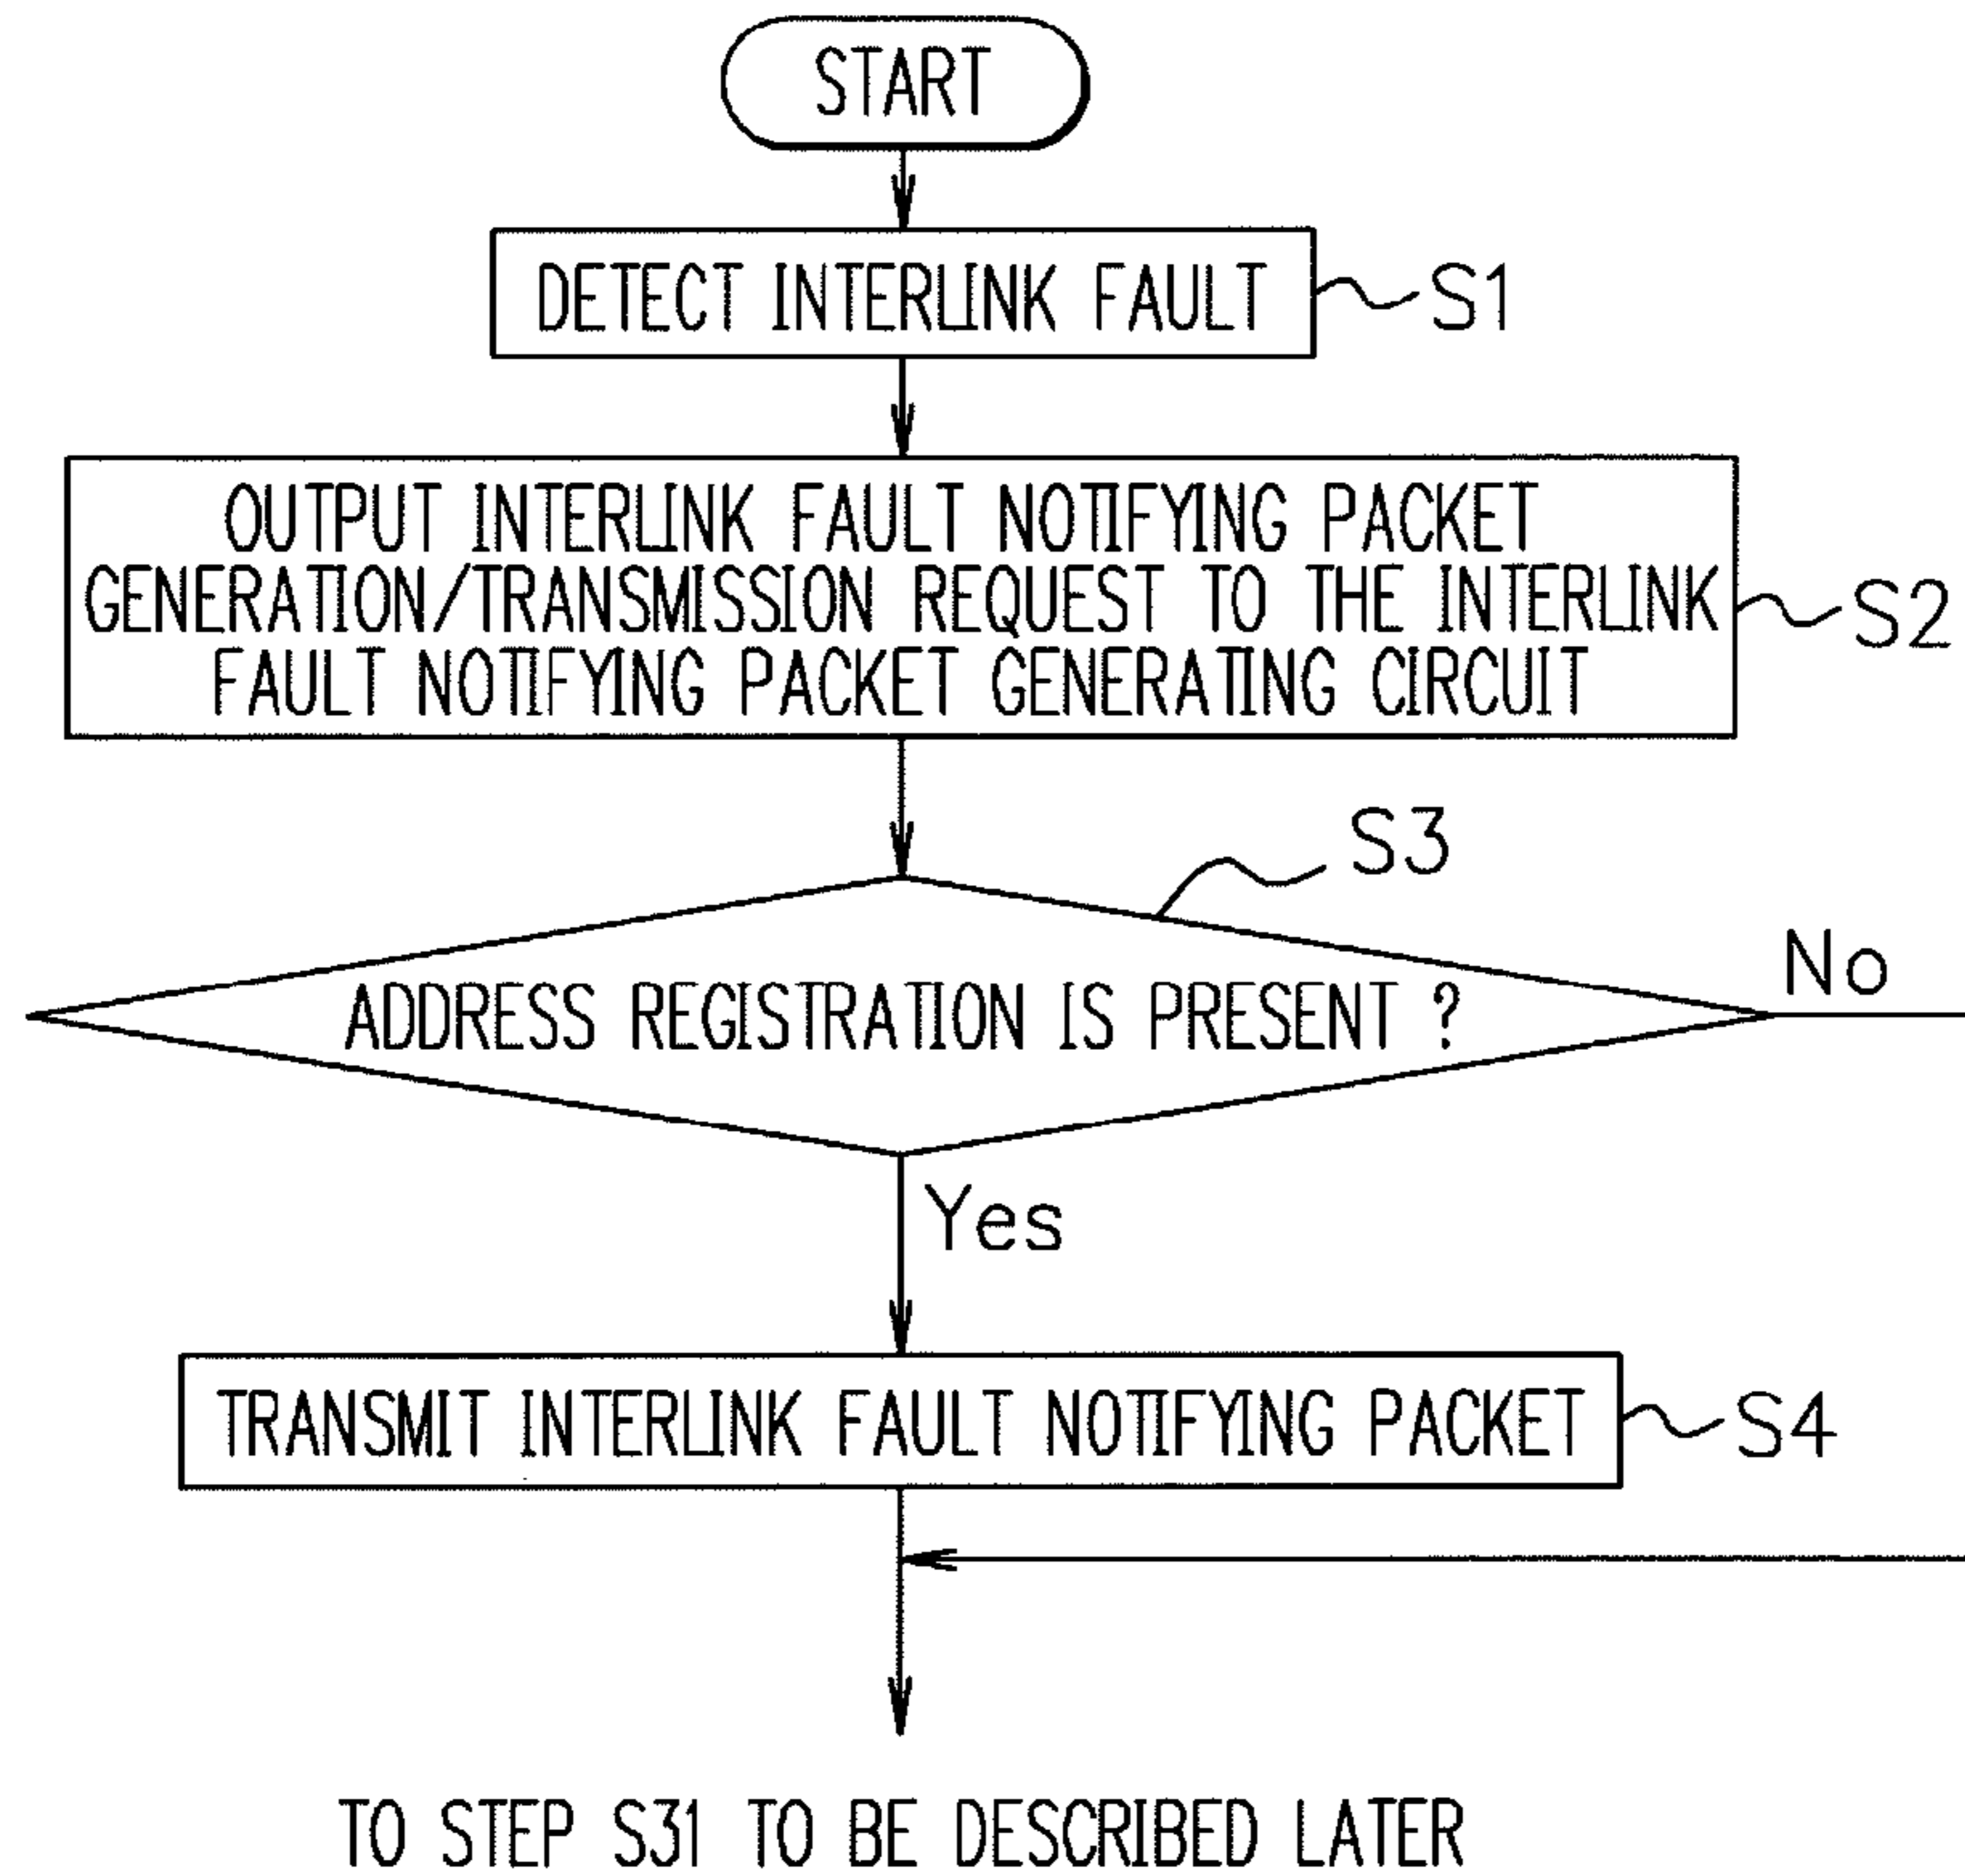 START
DETECT INTERLINK FAULT
S1
OUTPUT INTERLINK FAULT NOTIFYING PACKET
GENERATION/TRANSMISSION REQUEST TO THE INTERLINK
FAULT NOTIFYING PACKET GENERATING CIRCUIT
S2
S3
ADDRESS REGISTRATION IS PRESENT ?
No
Yes
TRANSMIT INTERLINK FAULT NOTIFYING PACKET
S4
TO STEP S31 TO BE DESCRIBED LATER